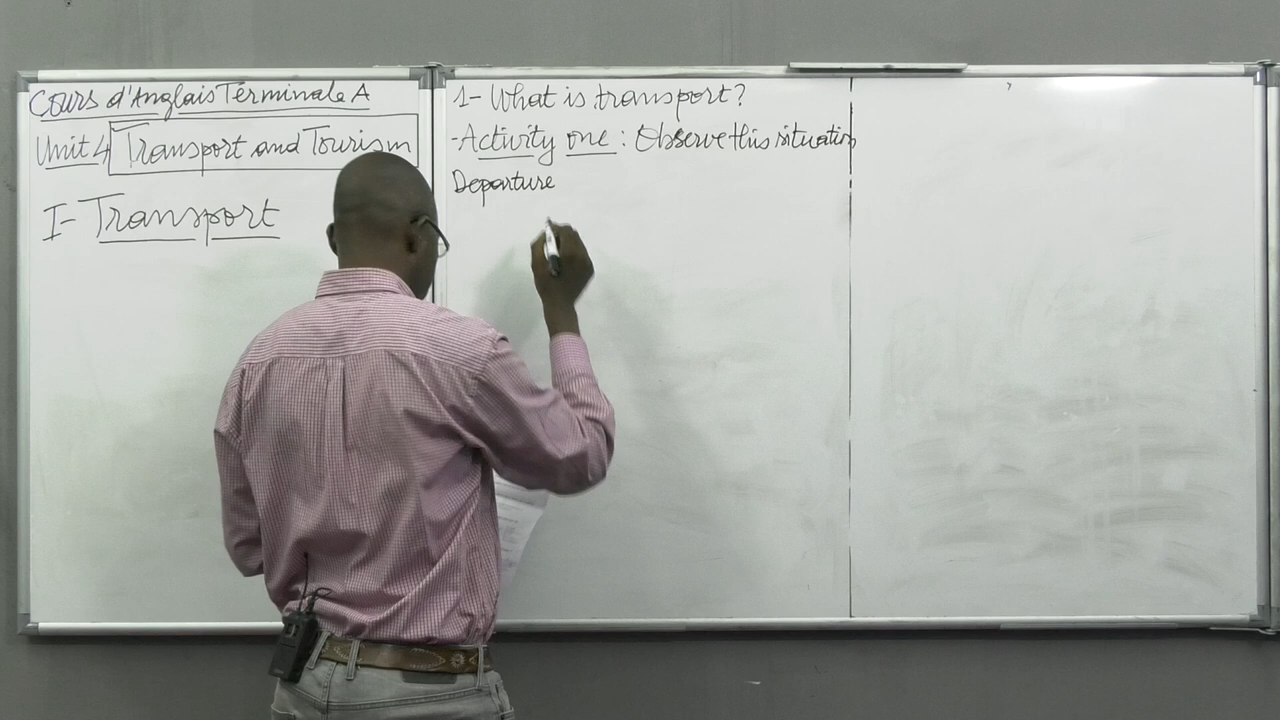 Cours d'Anglais Terminale A
Unit 4 Transport and Tourism
I- Transport
1- What is transport?
-Activity one : Observe this situation
Departure